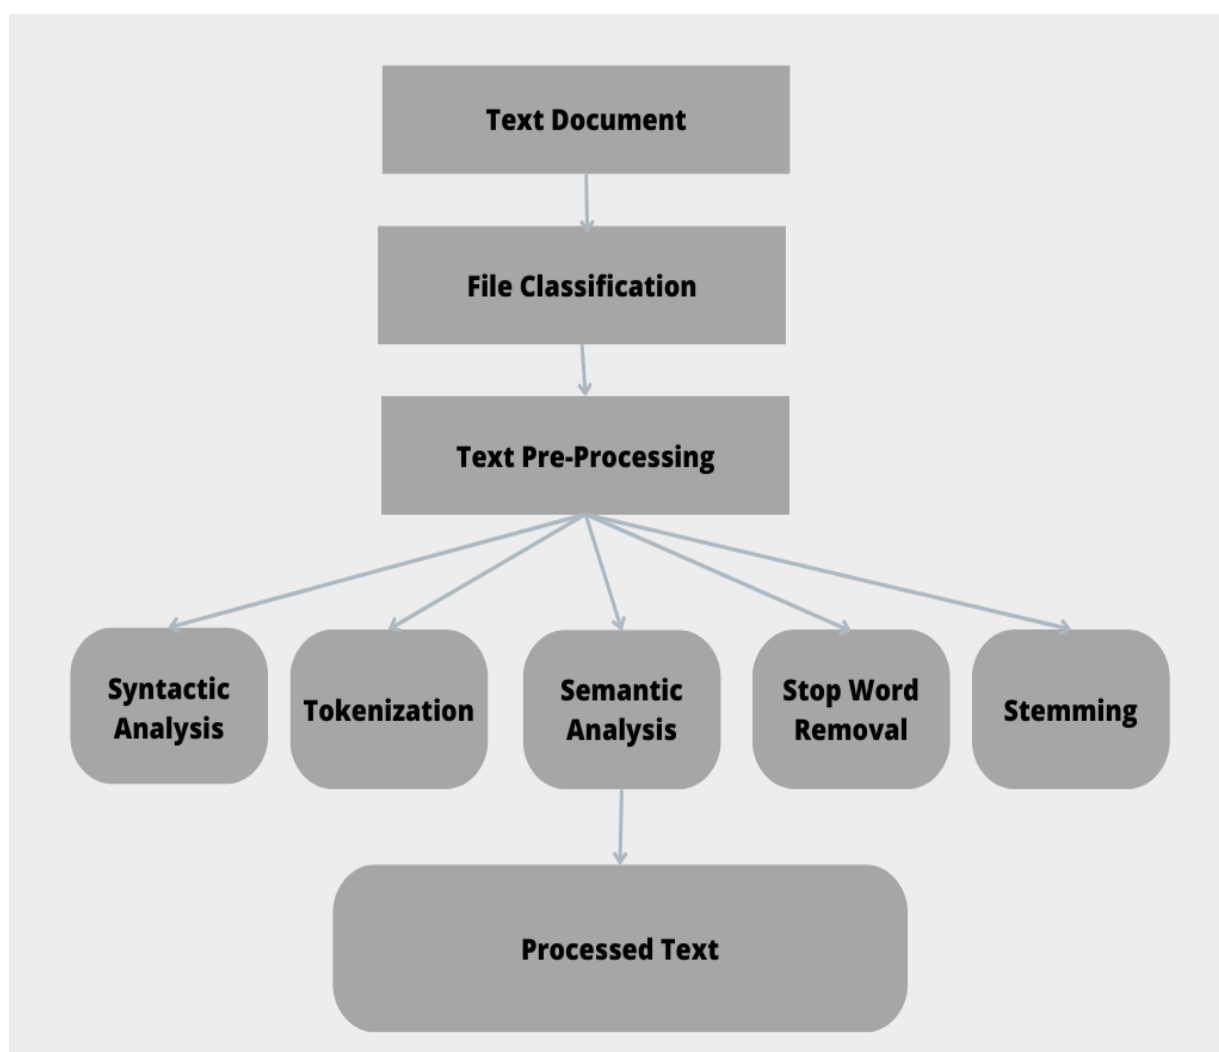 Text Document
File Classification
Text Pre-Processing
Syntactic
Analysis
Tokenization
Semantic
Analysis
Stop Word
Removal
Stemming
Processed Text